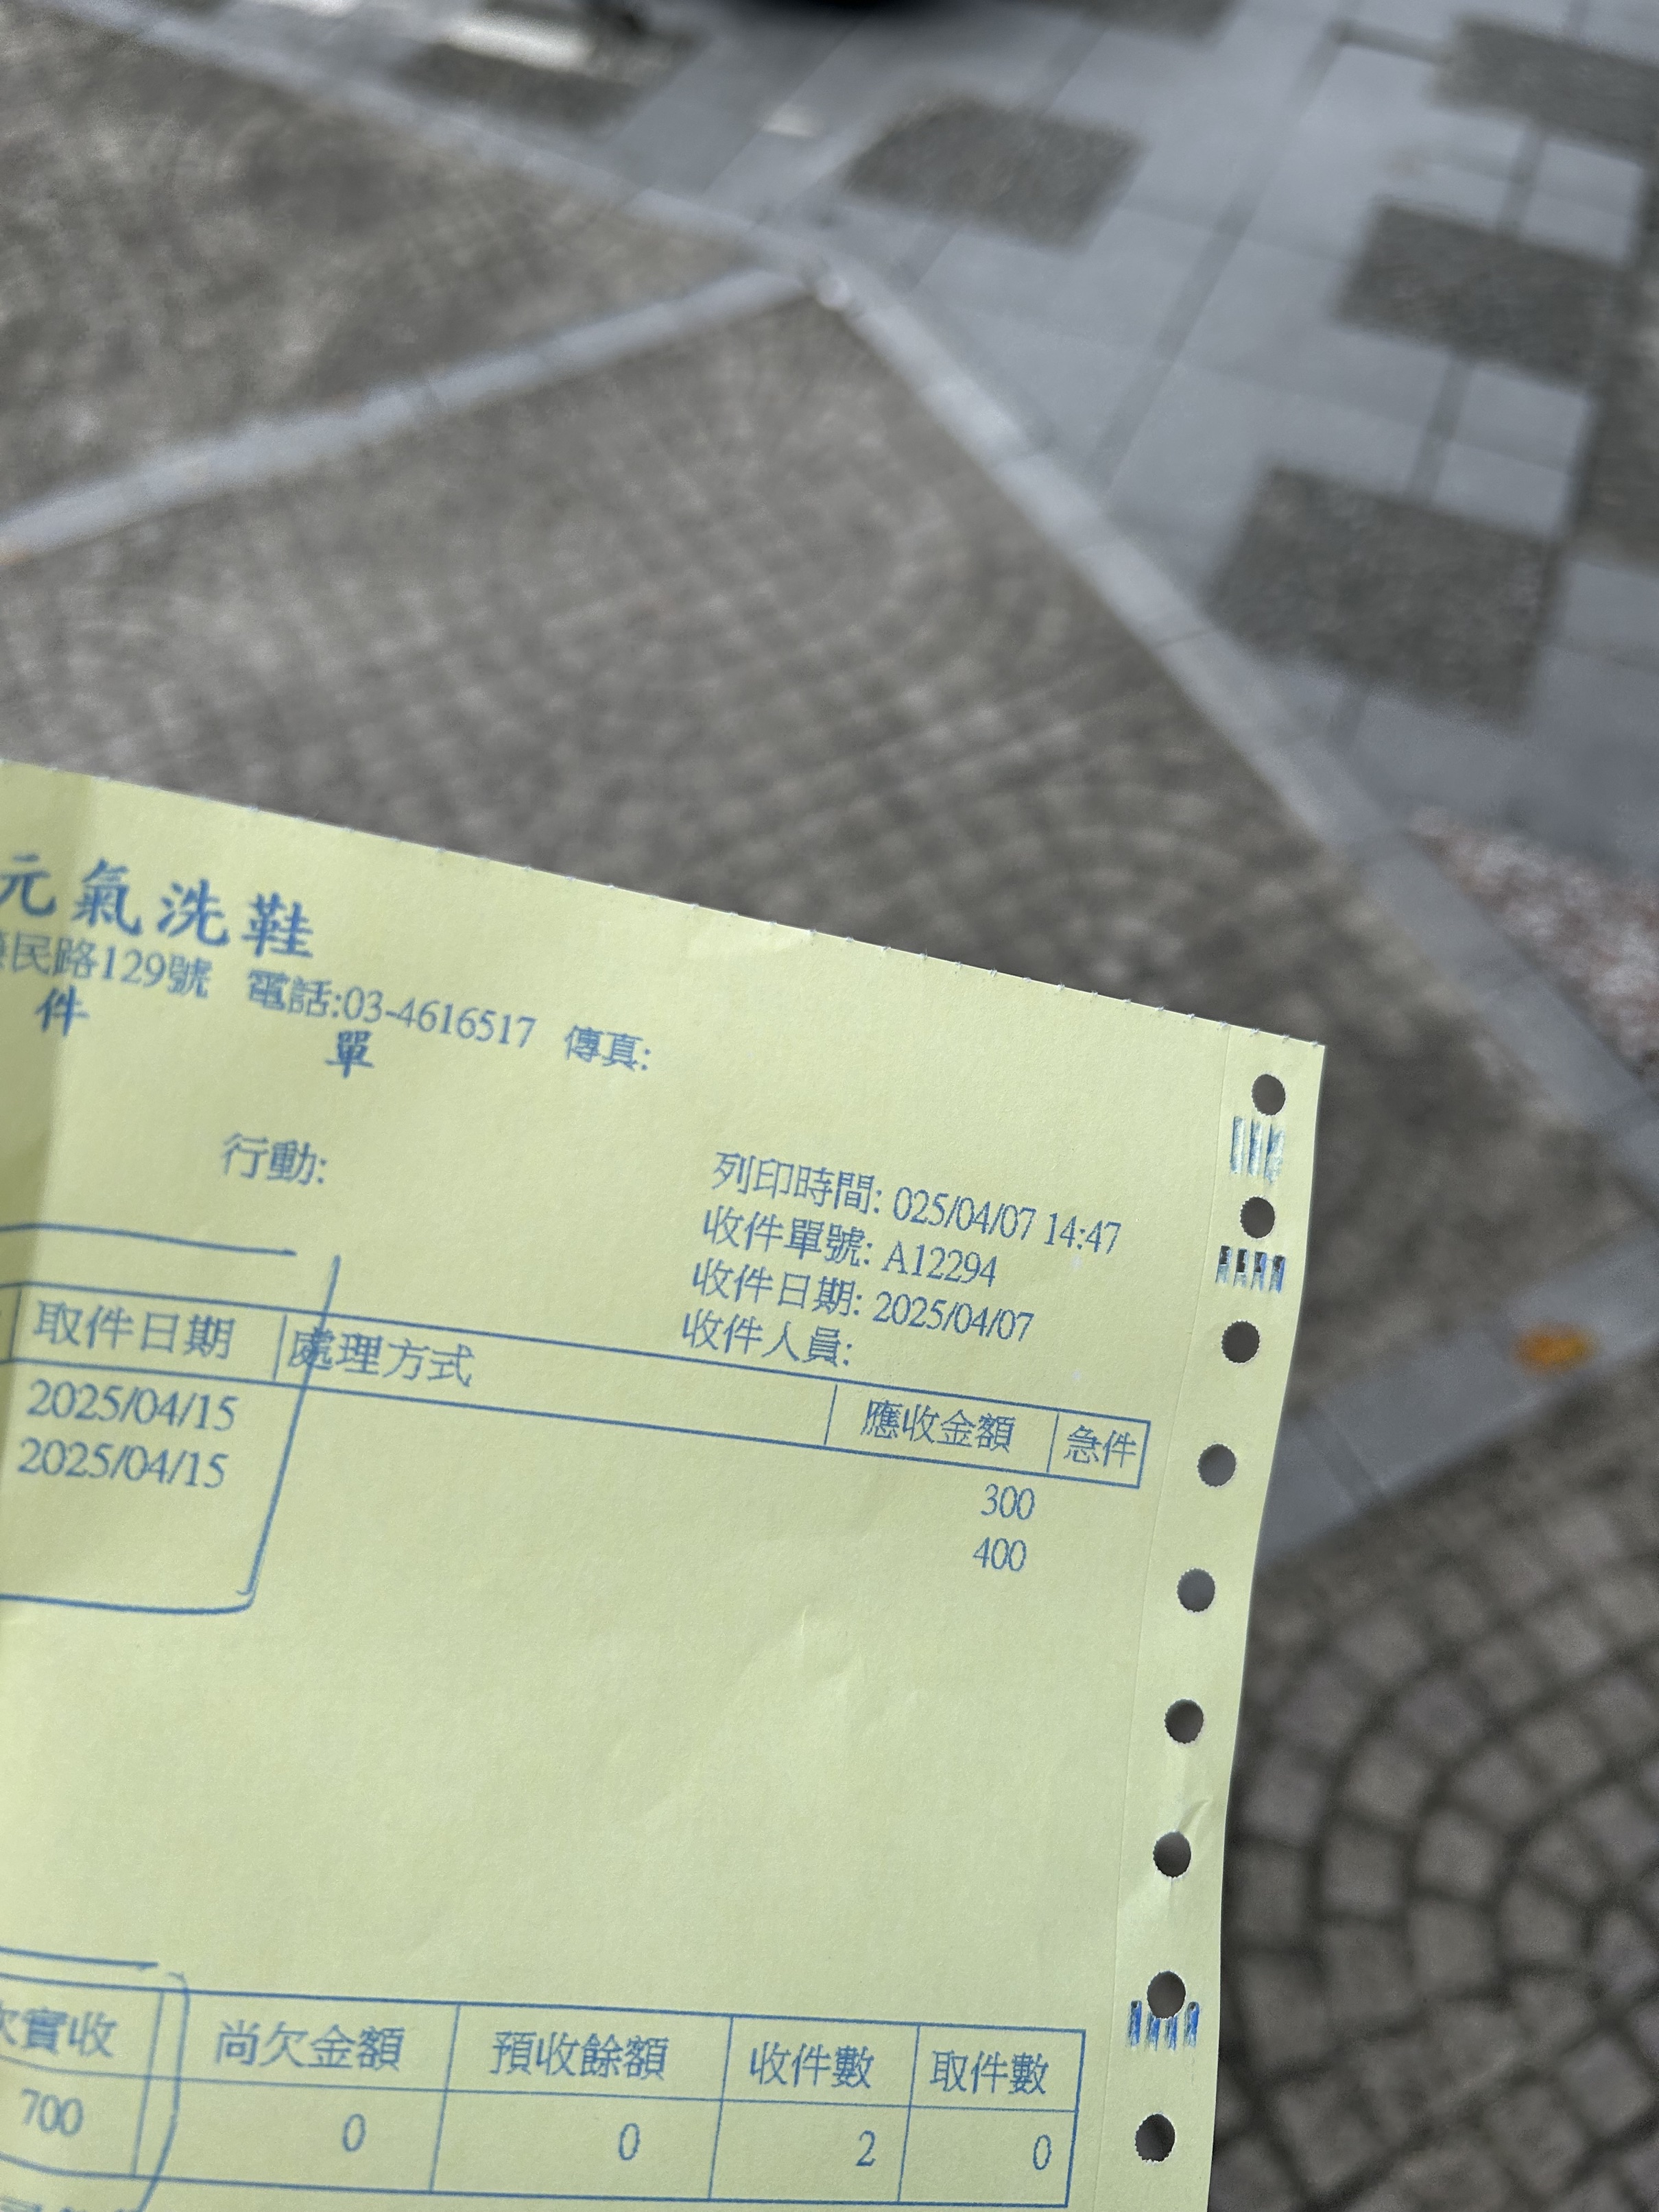 元氣洗鞋
民路129號 電話:03-4616517 傳真:
件 單
行動:
列印時間: 025/04/07 14:47
收件單號: A12294
收件日期: 2025/04/07
收件人員:
取件日期 處理方式 應收金額 急件
2025/04/15 300
2025/04/15 400
實收 尚欠金額 預收餘額 收件數 取件數
700 0 0 2 0